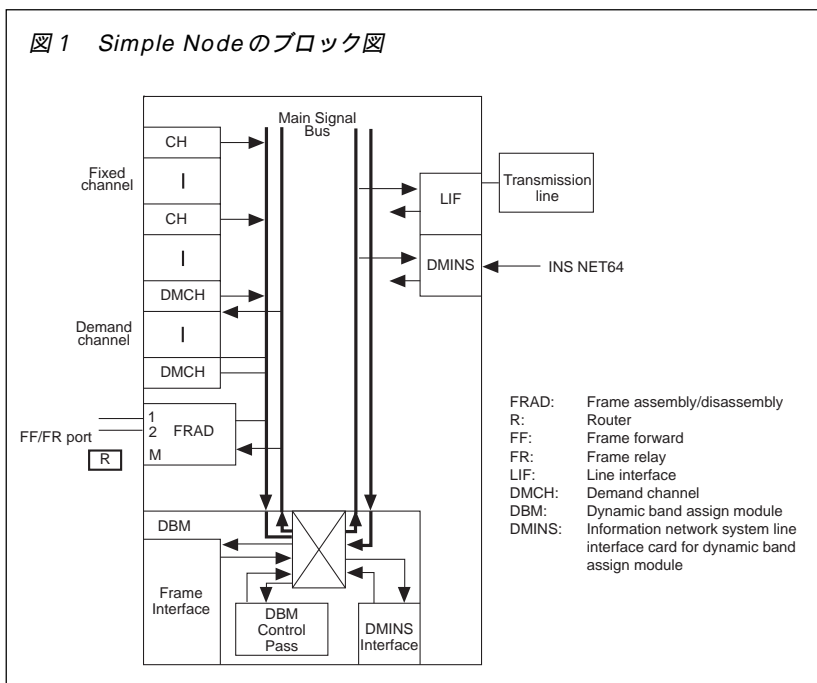 図1 Simple Nodeのブロック図
Main Signal
Bus
CH
Fixed
channel
I
CH
I
DMCH
Demand
channel
I
DMCH
1
2
M
FRAD
FF/FR port
R
LIF
Transmission
line
DMINS
INS NET64
FRAD: Frame assembly/disassembly
R: Router
FF: Frame forward
FR: Frame relay
LIF: Line interface
DMCH: Demand channel
DBM: Dynamic band assign module
DMINS: Information network system line
interface card for dynamic band
assign module
DBM
Frame
Interface
DBM
Control
Pass
DMINS
Interface